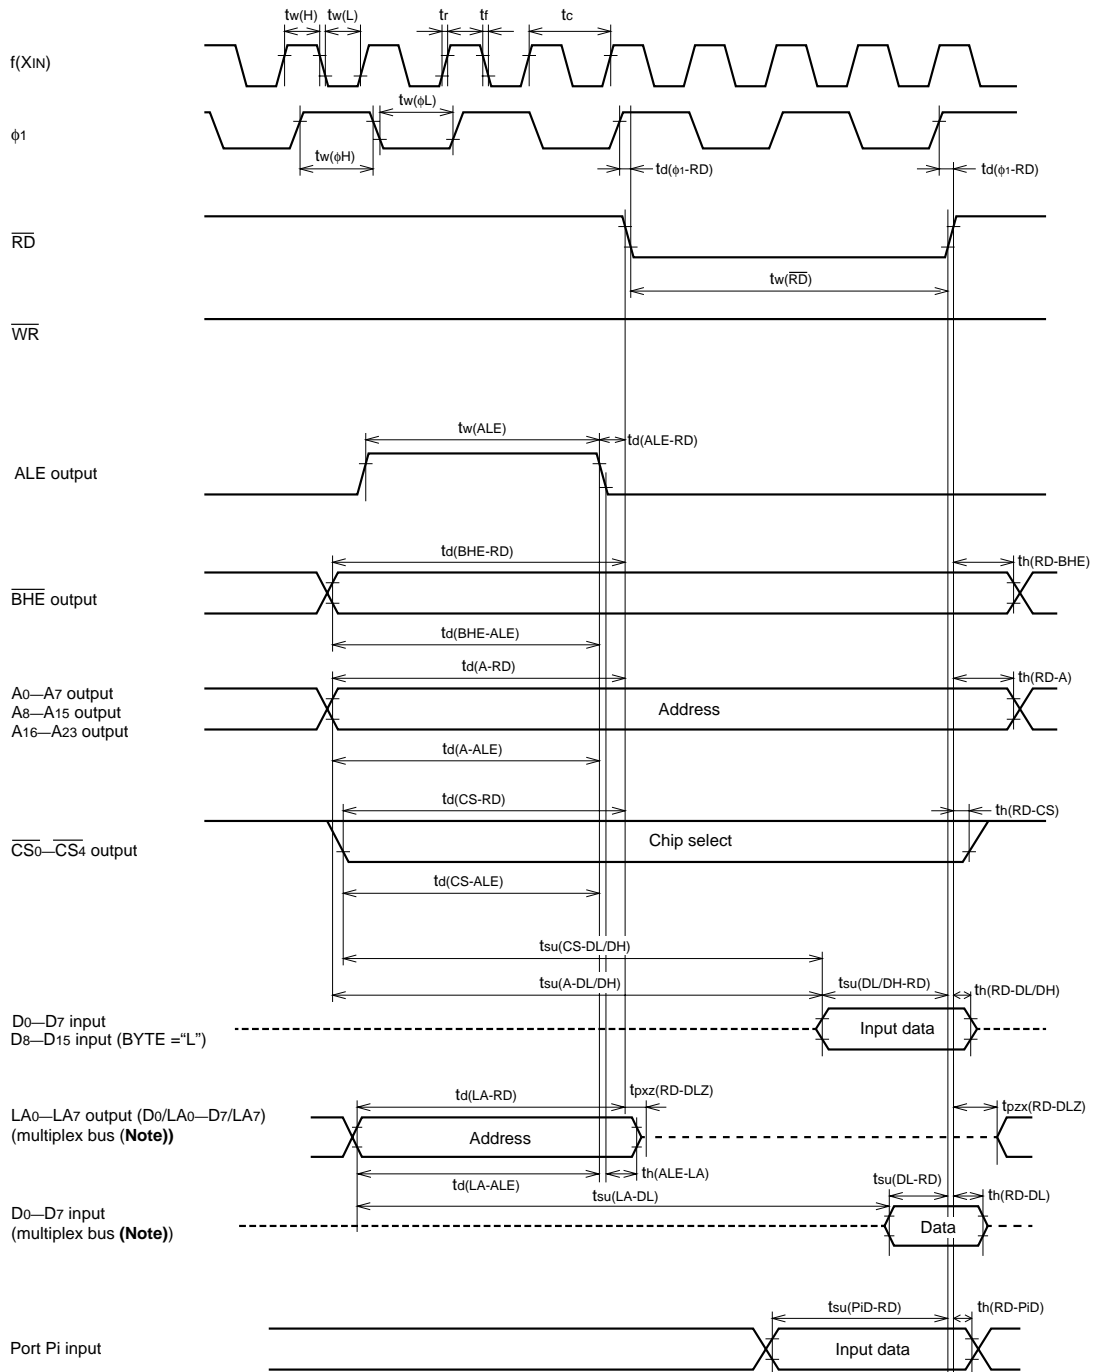 tw(H) tw(L) tr tf tc
f(XIN)
tw(ϕL)
ϕ1
tw(ϕH)
td(ϕ1-RD) td(ϕ1-RD)
R̅D̅
tw(R̅D̅)
W̅R̅
tw(ALE)
td(ALE-RD)
ALE output
td(BHE-RD)
th(RD-BHE)
B̅H̅E̅ output
td(BHE-ALE)
td(A-RD)
th(RD-A)
A0—A7 output
A8—A15 output
A16—A23 output
Address
td(A-ALE)
td(CS-RD)
th(RD-CS)
Chip select
C̅S̅0—C̅S̅4 output
td(CS-ALE)
tsu(CS-DL/DH)
tsu(A-DL/DH) tsu(DL/DH-RD)
th(RD-DL/DH)
D0—D7 input
D8—D15 input (BYTE =“L”)
Input data
tpxz(RD-DLZ)
td(LA-RD)
tpzx(RD-DLZ)
LA0—LA7 output (D0/LA0—D7/LA7)
(multiplex bus (Note))
Address
th(ALE-LA)
td(LA-ALE)
tsu(LA-DL)
tsu(DL-RD)
th(RD-DL)
D0—D7 input
(multiplex bus (Note))
Data
tsu(PiD-RD)
th(RD-PiD)
Port Pi input
Input data